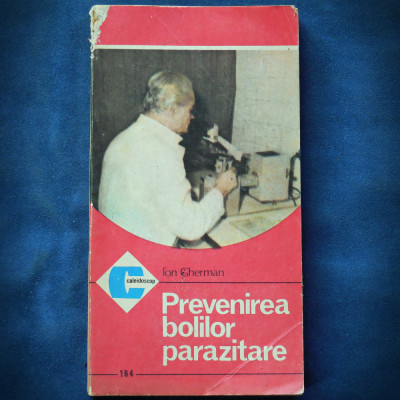 Ion Gherman
caleidoscop
Prevenirea
bolilor
parazitare
164